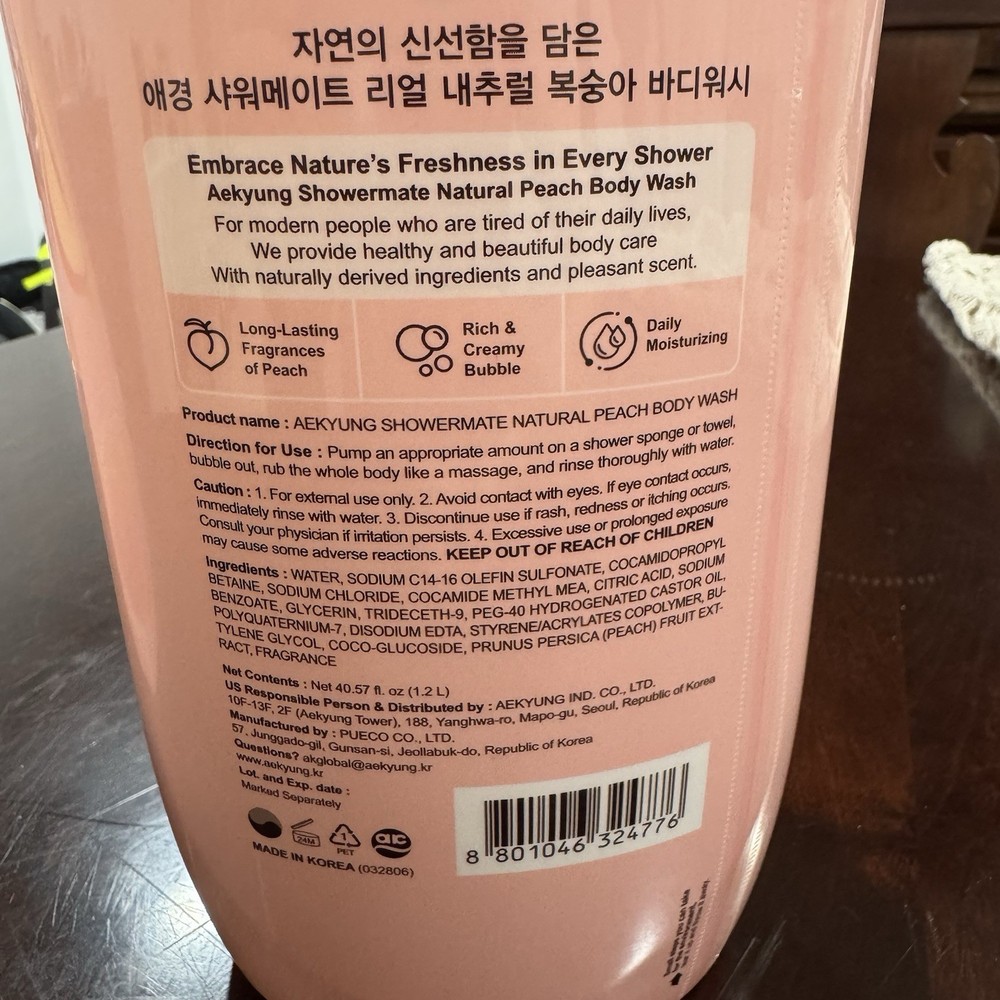 자연의 신선함을 담은
애경 샤워메이트 리얼 내추럴 복숭아 바디워시
Embrace Nature's Freshness in Every Shower
Aekyung Showermate Natural Peach Body Wash
For modern people who are tired of their daily lives,
We provide healthy and beautiful body care
With naturally derived ingredients and pleasant scent.
Long-Lasting
Fragrances
of Peach
Rich &
Creamy
Bubble
Daily
Moisturizing
Product name : AEKYUNG SHOWERMATE NATURAL PEACH BODY WASH
Direction for Use : Pump an appropriate amount on a shower sponge or towel,
bubble out, rub the whole body like a massage, and rinse thoroughly with water.
Caution : 1. For external use only. 2. Avoid contact with eyes. If eye contact occurs,
immediately rinse with water. 3. Discontinue use if rash, redness or itching occurs,
Consult your physician if irritation persists. 4. Excessive use or prolonged exposure
may cause some adverse reactions. KEEP OUT OF REACH OF CHILDREN
Ingredients : WATER, SODIUM C14-16 OLEFIN SULFONATE, COCAMIDOPROPYL
BETAINE, SODIUM CHLORIDE, COCAMIDE METHYL MEA, CITRIC ACID, SODIUM
BENZOATE, GLYCERIN, TRIDECETH-9, PEG-40 HYDROGENATED CASTOR OIL,
POLYQUATERNIUM-7, DISODIUM EDTA, STYRENE/ACRYLATES COPOLYMER, BU-
TYLENE GLYCOL, COCO-GLUCOSIDE, PRUNUS PERSICA (PEACH) FRUIT EXT-
RACT, FRAGRANCE
Net Contents : Net 40.57 fl. oz (1.2 L)
US Responsible Person & Distributed by : AEKYUNG IND. CO., LTD.
10F-13F, 2F (Aekyung Tower), 188, Yanghwa-ro, Mapo-gu, Seoul, Republic of Korea
Manufactured by : PUECO CO., LTD.
57, Junggado-gil, Gunsan-si, Jeollabuk-do, Republic of Korea
Questions? akglobal@aekyung.kr
www.aekyung.kr
Lot. and Exp. date :
Marked Separately
24M
1
PET
ac
MADE IN KOREA (032806)
8 801046 324776
Small steps you can take
for the environment.